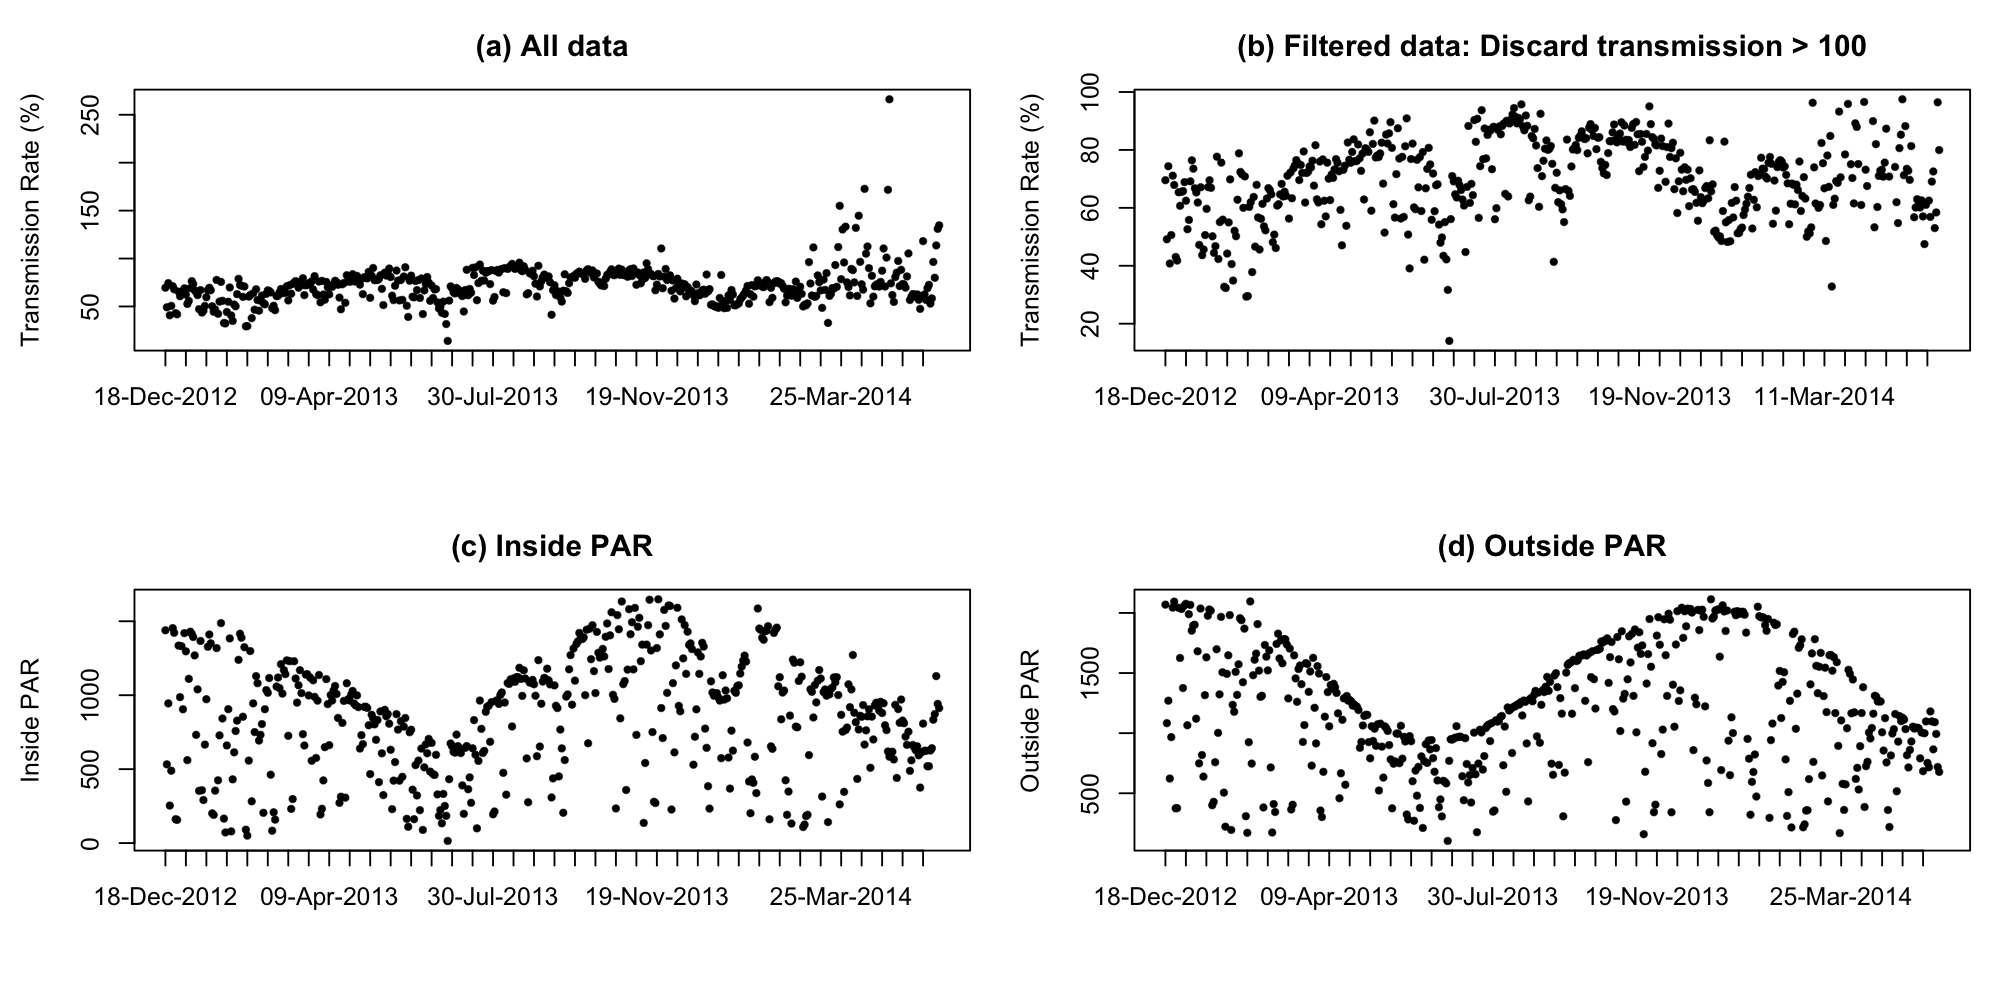 (a) All data
Transmission Rate (%)
250
150
50
18-Dec-2012 09-Apr-2013 30-Jul-2013 19-Nov-2013 25-Mar-2014
(b) Filtered data: Discard transmission > 100
Transmission Rate (%)
100
80
60
40
20
18-Dec-2012 09-Apr-2013 30-Jul-2013 19-Nov-2013 11-Mar-2014
(c) Inside PAR
Inside PAR
1000
500
0
18-Dec-2012 09-Apr-2013 30-Jul-2013 19-Nov-2013 25-Mar-2014
(d) Outside PAR
Outside PAR
1500
500
18-Dec-2012 09-Apr-2013 30-Jul-2013 19-Nov-2013 25-Mar-2014